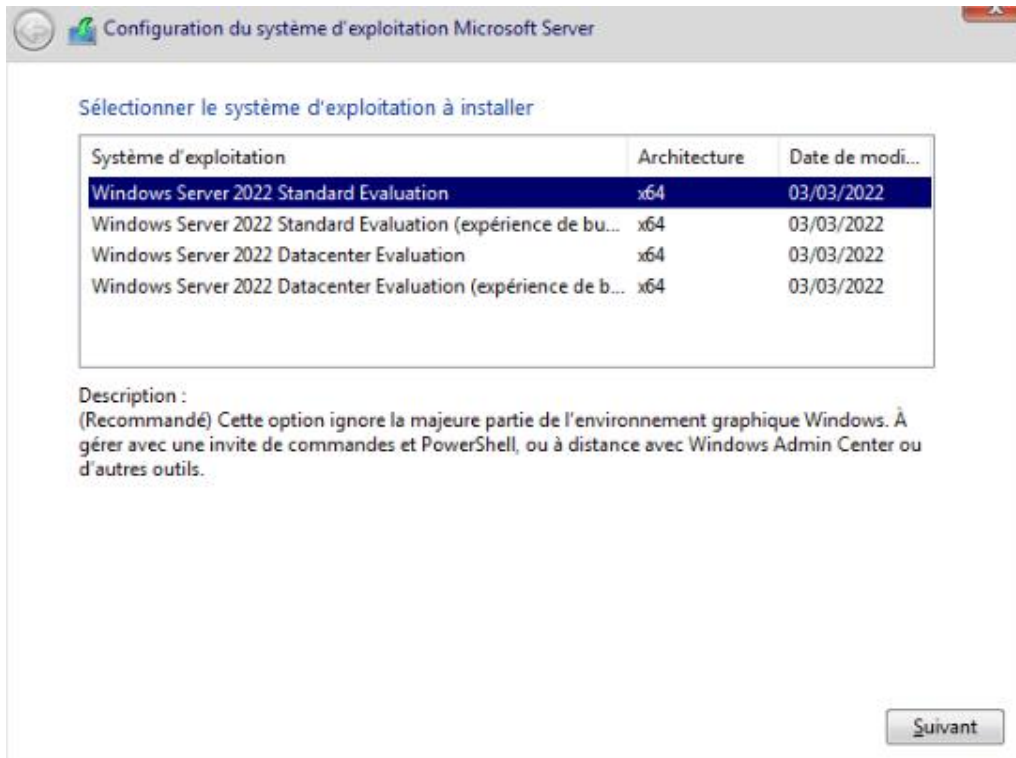 Configuration du système d'exploitation Microsoft Server
Sélectionner le système d'exploitation à installer
Système d'exploitation Architecture Date de modi...
Windows Server 2022 Standard Evaluation x64 03/03/2022
Windows Server 2022 Standard Evaluation (expérience de bu... x64 03/03/2022
Windows Server 2022 Datacenter Evaluation x64 03/03/2022
Windows Server 2022 Datacenter Evaluation (expérience de b... x64 03/03/2022
Description :
(Recommandé) Cette option ignore la majeure partie de l'environnement graphique Windows. À
gérer avec une invite de commandes et PowerShell, ou à distance avec Windows Admin Center ou
d'autres outils.
Suivant